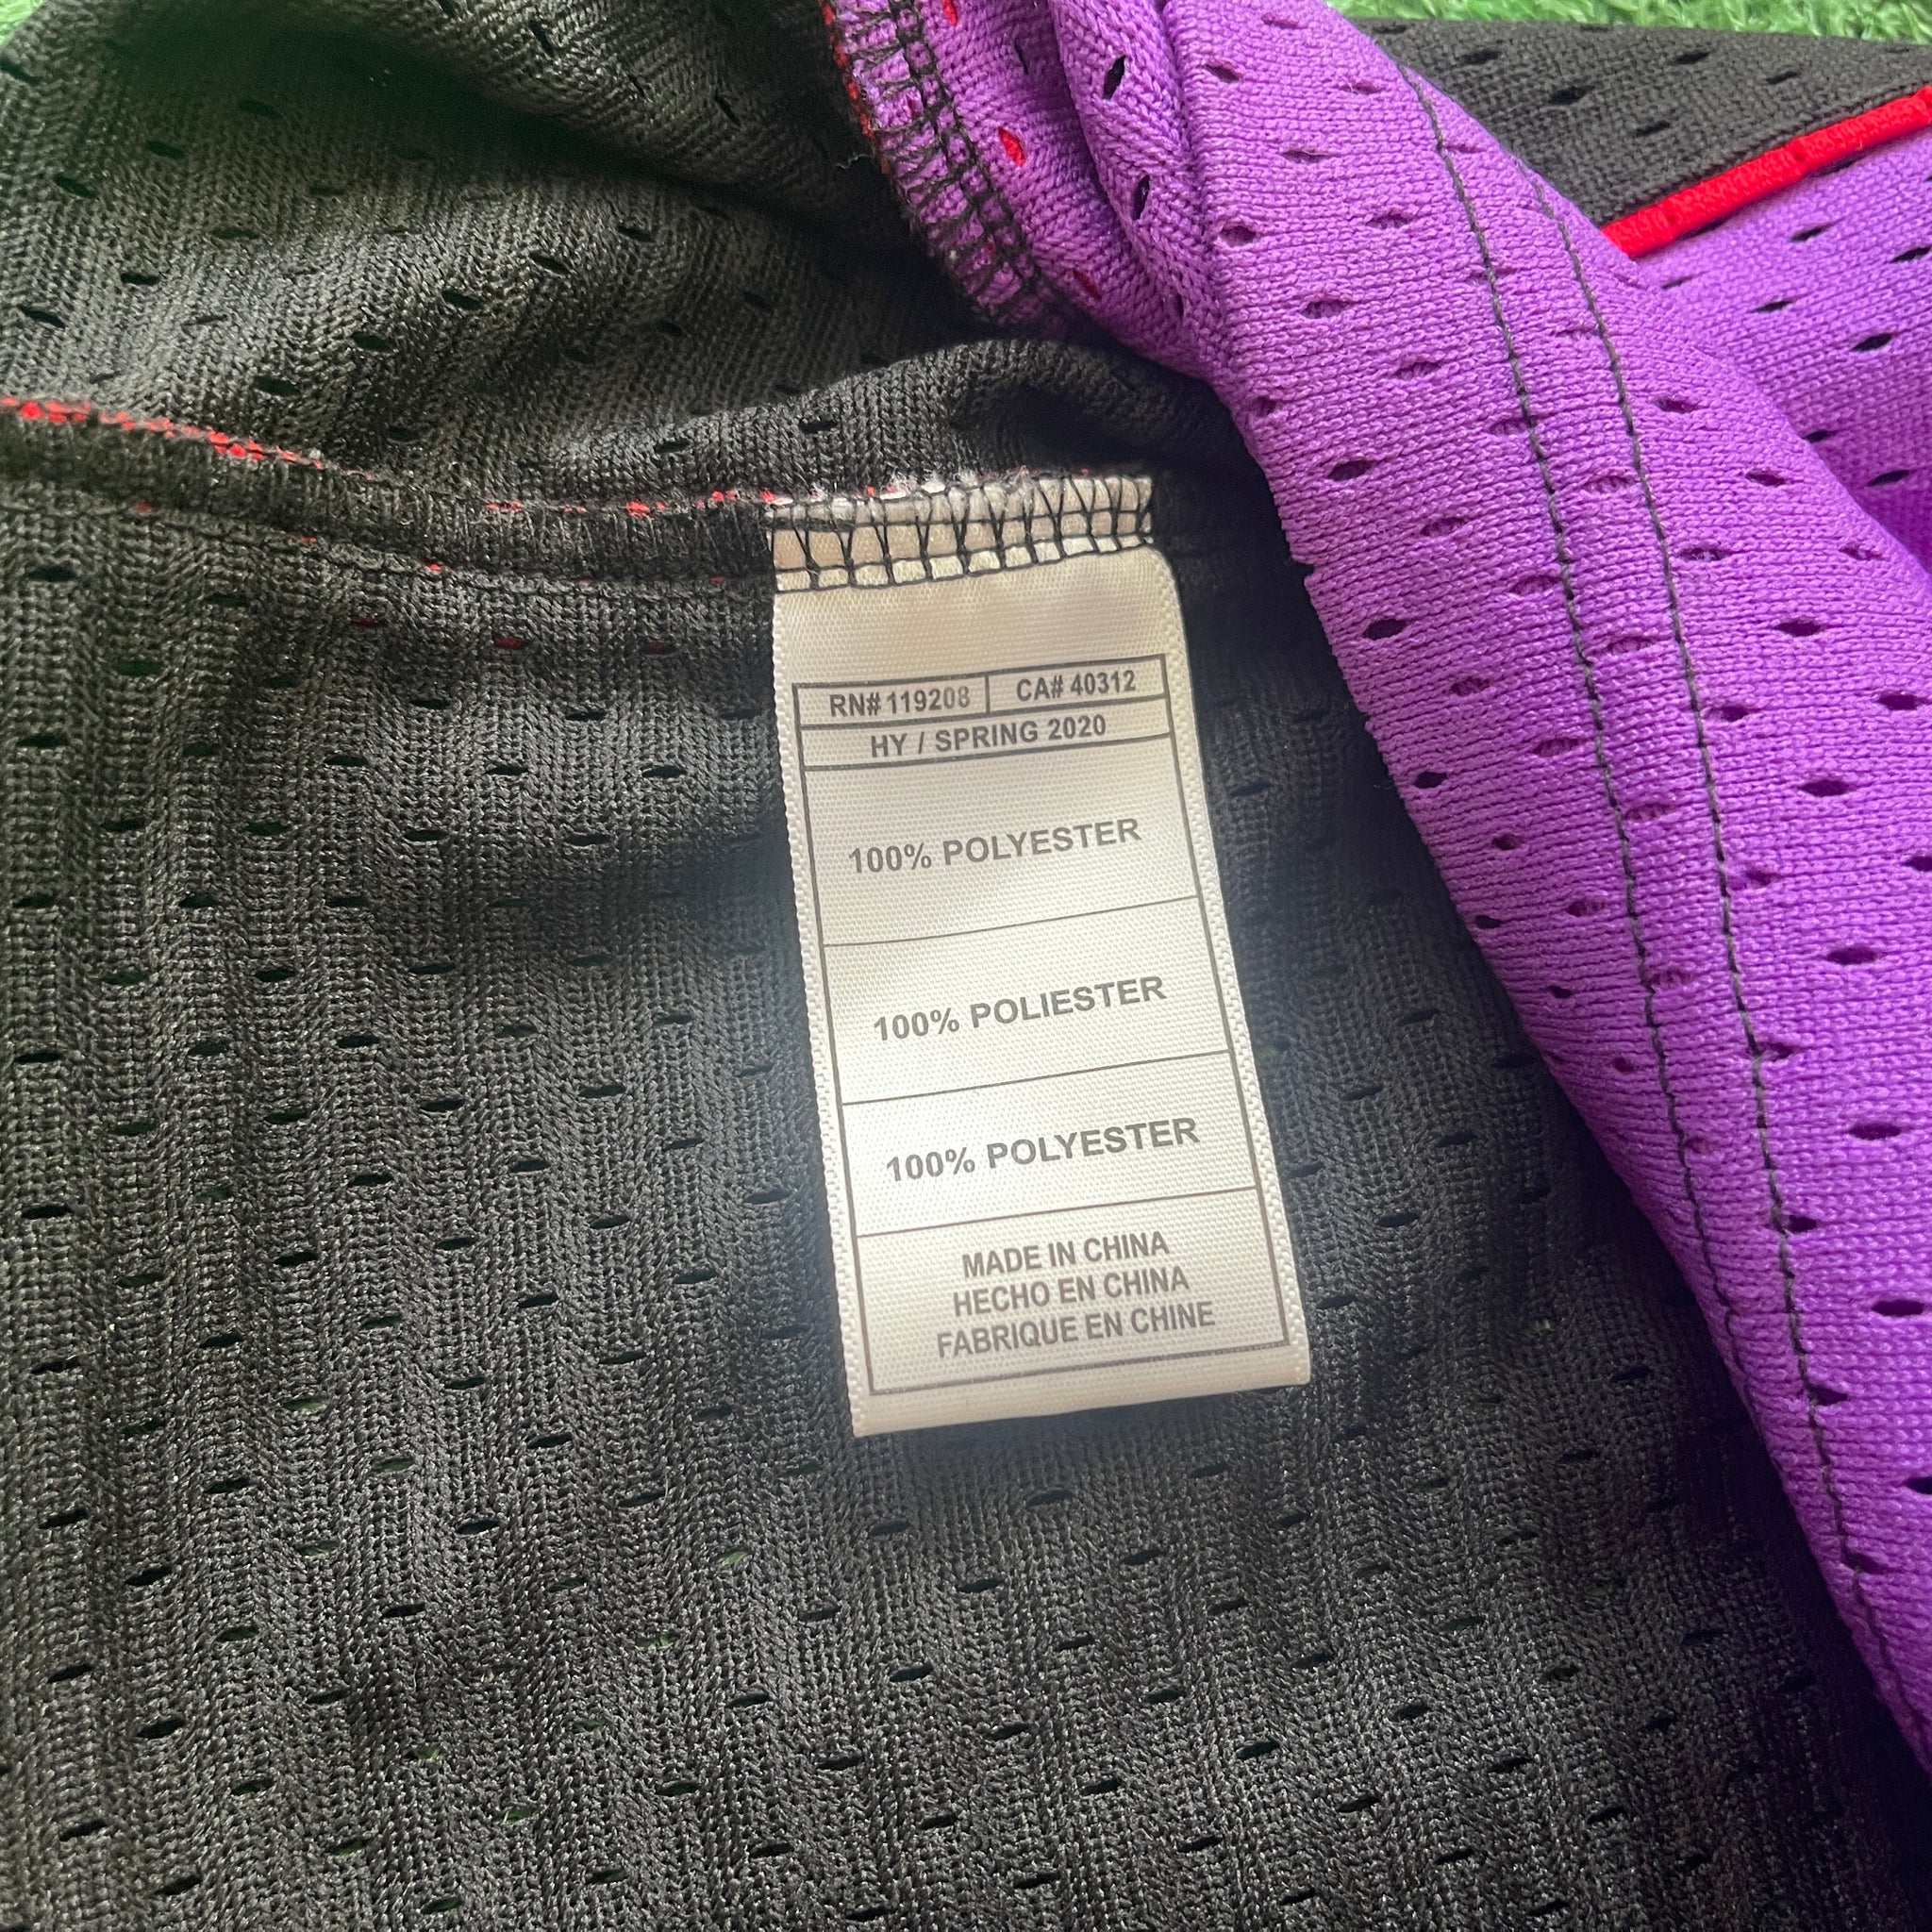 RN# 119208 CA# 40312
HY / SPRING 2020
100% POLYESTER
100% POLIESTER
100% POLYESTER
MADE IN CHINA
HECHO EN CHINA
FABRIQUE EN CHINE